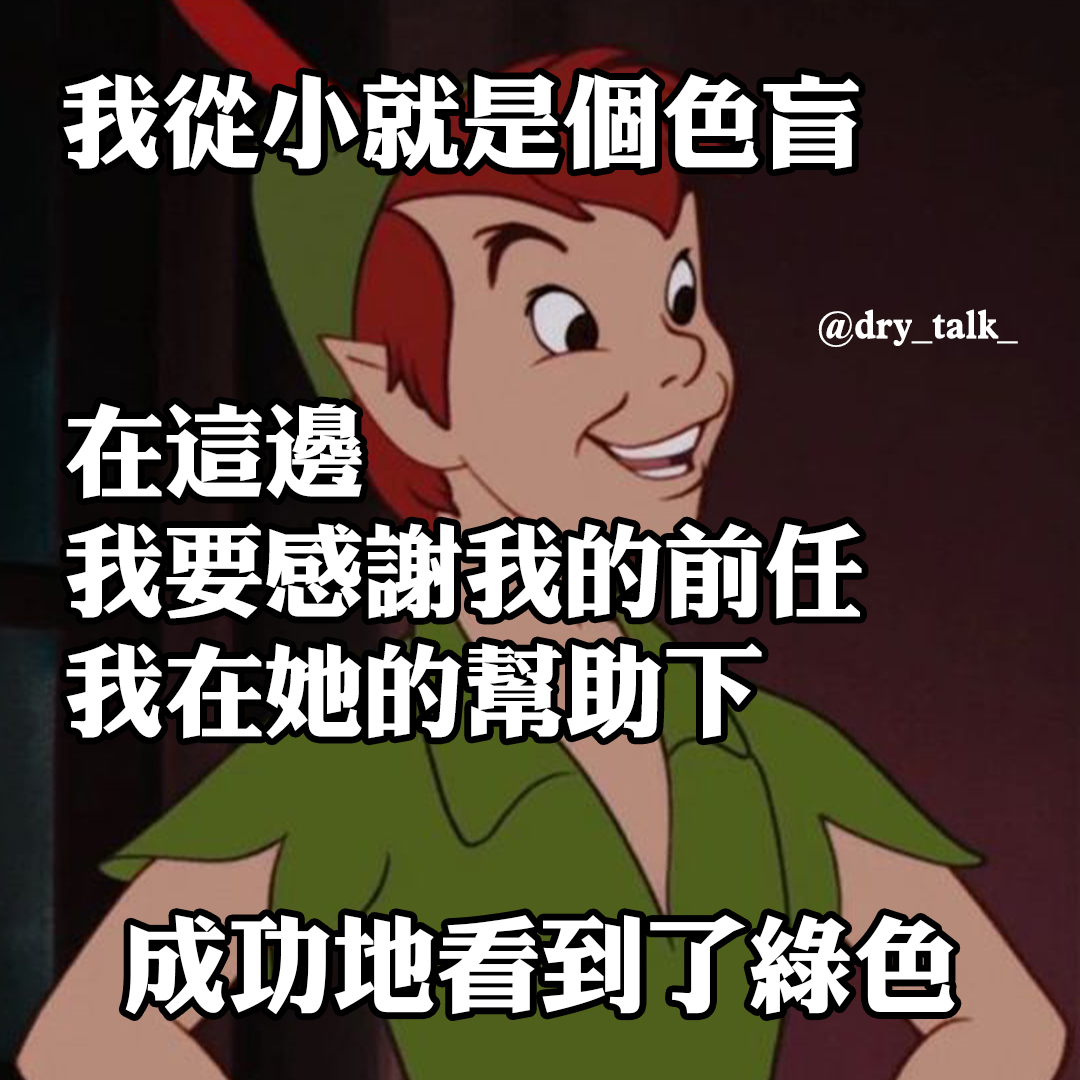 我從小就是個色盲
@dry_talk_
在這邊
我要感謝我的前任
我在她的幫助下
成功地看到了綠色